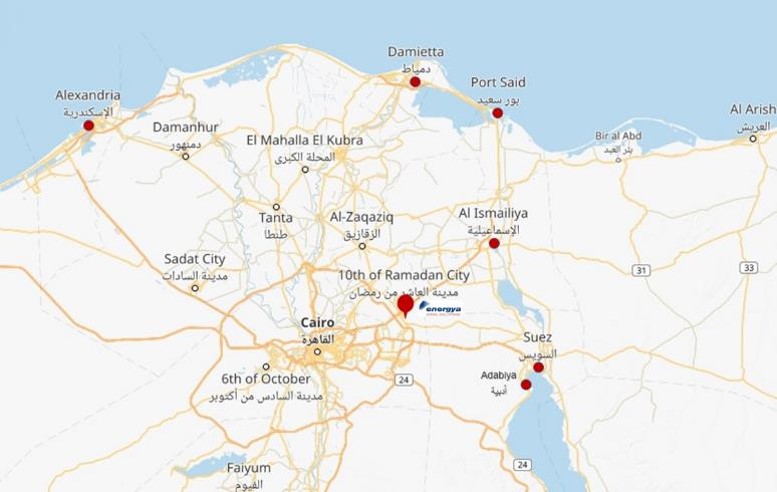 Damietta
دمياط
Port Said
بور سعيد
Alexandria
الإسكندرية
Al Arish
العريش
Damanhur
دمنهور
Bir al Abd
بئر العبد
El Mahalla El Kubra
المحلة الكبرى
Tanta
طنطا
Al-Zaqaziq
الزقازيق
Al Ismailiya
الإسماعيلية
Sadat City
مدينة السادات
10th of Ramadan City
مدينة العاشر من رمضان
31
33
energya
Cairo
القاهرة
Suez
السويس
6th of October
مدينة السادس من أكتوبر
24
Adabiya
أدبية
Faiyum
الفيوم
24